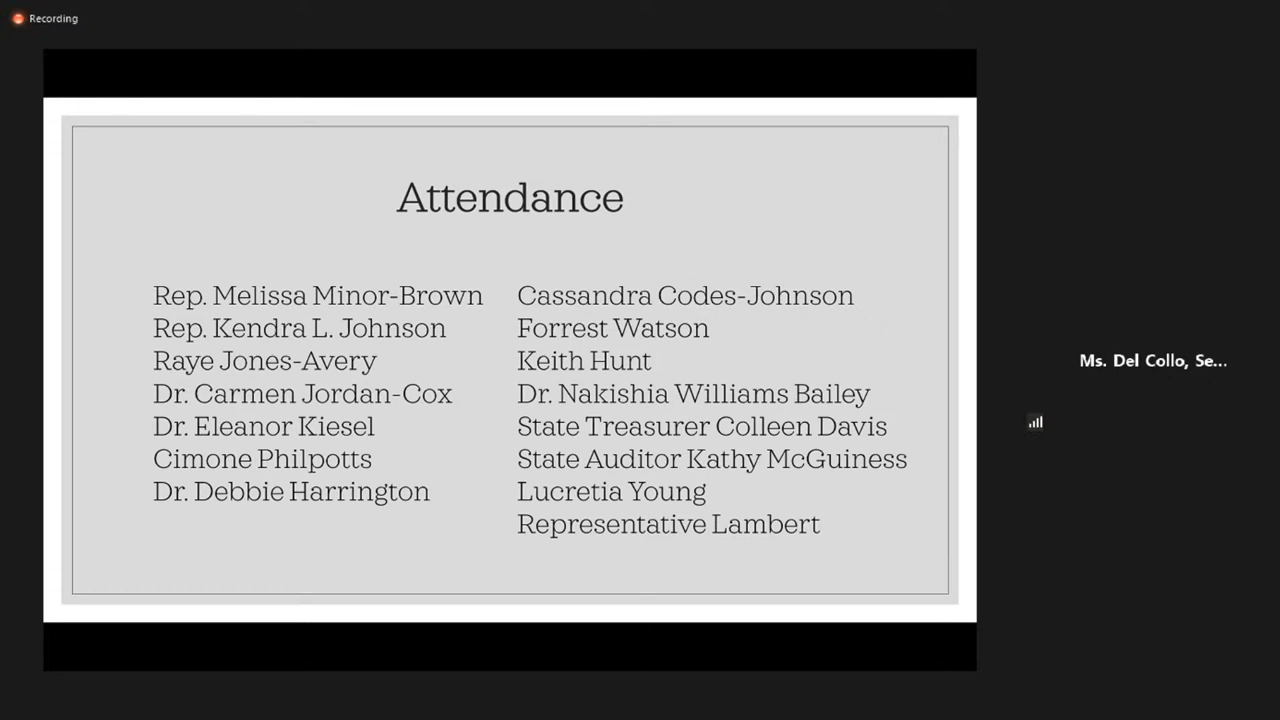 Recording
Attendance
Rep. Melissa Minor-Brown
Rep. Kendra L. Johnson
Raye Jones-Avery
Dr. Carmen Jordan-Cox
Dr. Eleanor Kiesel
Cimone Philpotts
Dr. Debbie Harrington
Cassandra Codes-Johnson
Forrest Watson
Keith Hunt
Dr. Nakishia Williams Bailey
State Treasurer Colleen Davis
State Auditor Kathy McGuiness
Lucretia Young
Representative Lambert
Ms. Del Collo, Se...